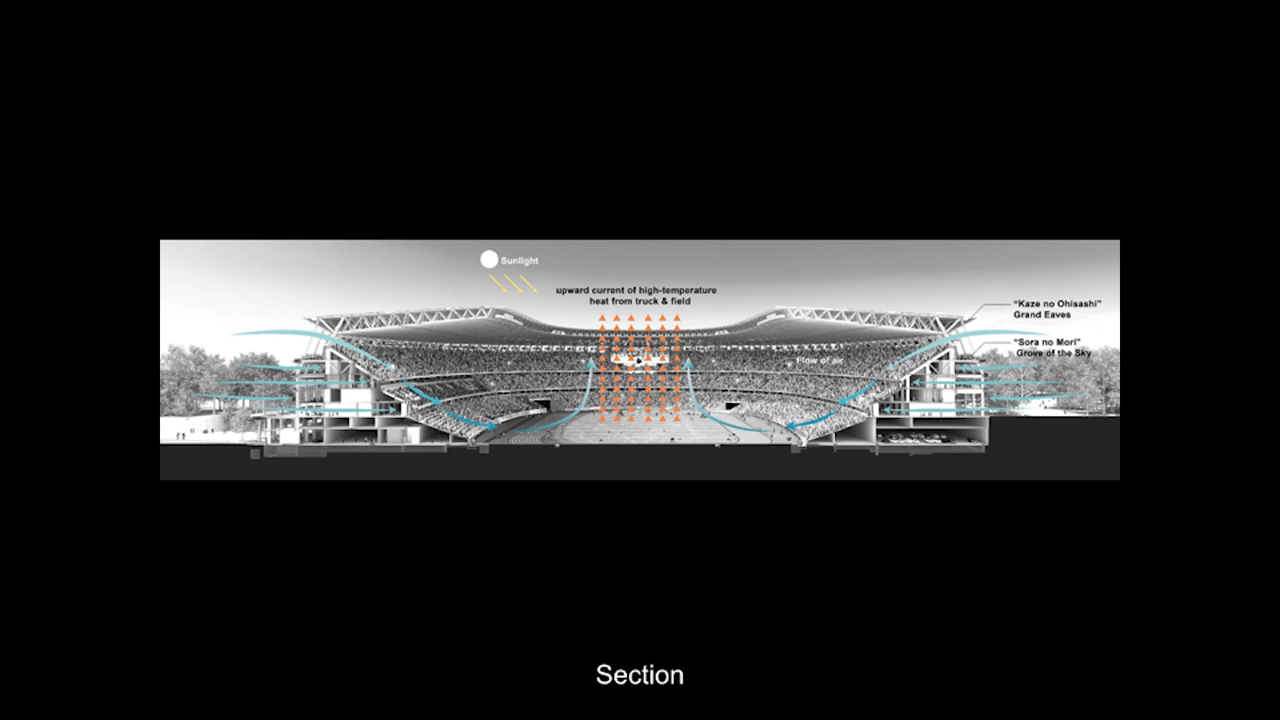 Sunlight
upward current of high-temperature
heat from truck & field
“Kaze no Ohisashi”
Grand Eaves
“Sora no Mori”
Grove of the Sky
Flow of air
Section